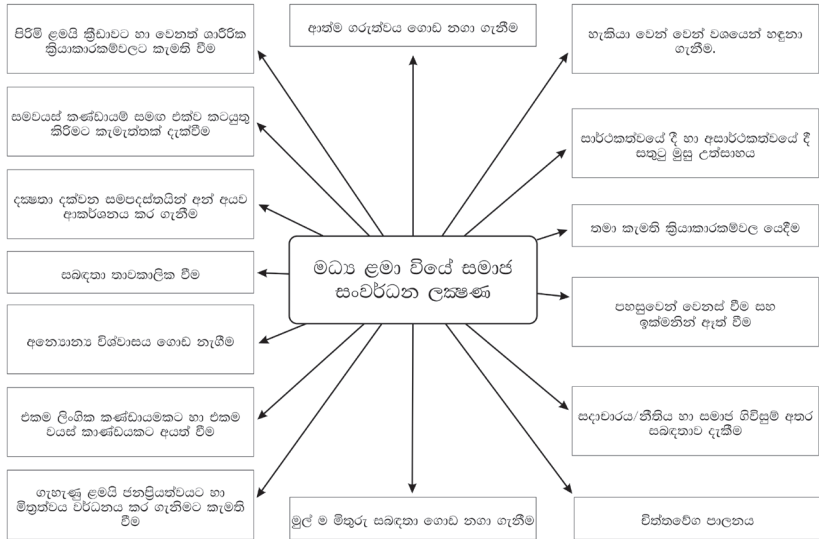 පිරිමි ළමයි ක්‍රීඩාවට හා වෙනත් ශාරීරික
ක්‍රියාකාරකම්වලට කැමති වීම
ආත්ම ගරුත්වය ගොඩ නගා ගැනීම
හැකියා වෙන් වෙන් වශයෙන් හඳුනා
ගැනීම.
සමවයස් කණ්ඩායම් සමඟ එක්ව කටයුතු
කිරීමට කැමැත්තක් දැක්වීම
සාර්ථකත්වයේ දී හා අසාර්ථකත්වයේ දී
සතුටු මුසු උත්සාහය
දක්‍ෂතා දක්වන සමපදස්තයින් අන් අයව
ආකර්ශනය කර ගැනීම
තමා කැමති ක්‍රියාකාරකම්වල යෙදීම
සබඳතා තාවකාලික වීම
මධ්‍ය ළමා වියේ සමාජ
සංවර්ධන ලක්‍ෂණ
පහසුවෙන් වෙනස් වීම සහ
ඉක්මනින් ඈත් වීම
අන්‍යොන්‍ය විශ්වාසය ගොඩ නැගීම
එකම ලිංගික කණ්ඩායමකට හා එකම
වයස් කාණ්ඩයකට අයත් වීම
සදාචාරය/නීතිය හා සමාජ ගිවිසුම් අතර
සබඳතාව දැකීම
ගැහැණු ළමයි ජනප්‍රියත්වයට හා
මිත්‍රත්වය වර්ධනය කර ගැනීමට කැමති
වීම
මුල් ම මිතුරු සබඳතා ගොඩ නගා ගැනීම
චිත්තවේග පාලනය